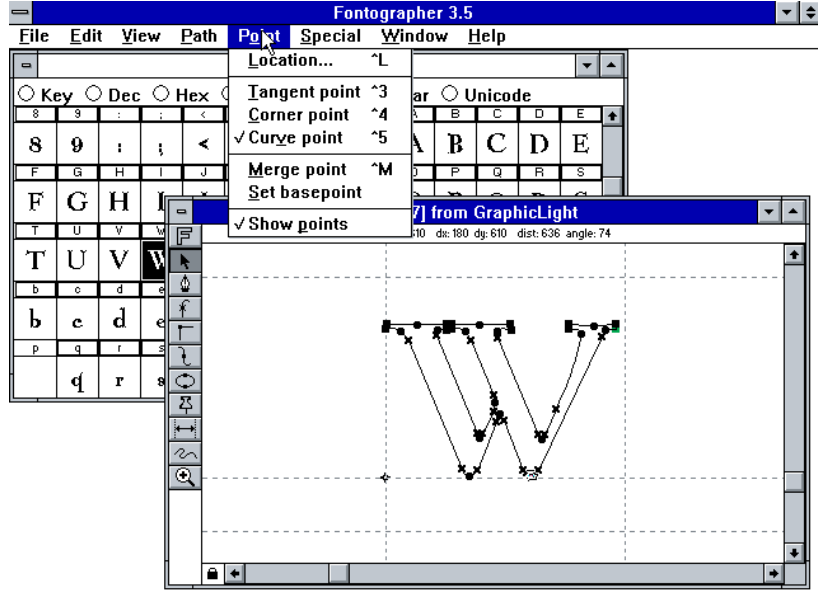 Fontographer 3.5
File Edit View Path Point Special Window Help
Location... ^L
Tangent point ^3
Corner point ^4
✓ Curve point ^5
Merge point ^M
Set basepoint
✓ Show points
Key Dec Hex ar Unicode
8 9 : ; < B C D E
8 9 : ; < A B C D E
F G H I J P Q R S
F G H I
7] from GraphicLight
610 dx: 180 dy: 610 dist: 636 angle: 74
T U V W
T U V W
b c d e
b c d e
p q r s
q r s